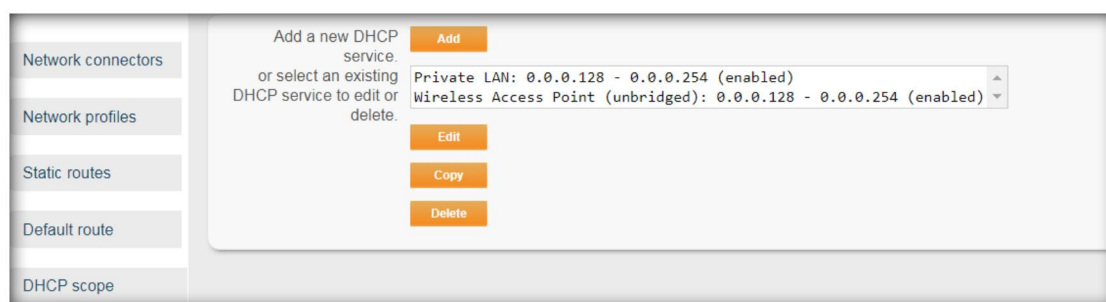 Network connectors
Network profiles
Static routes
Default route
DHCP scope
Add a new DHCP
service.
or select an existing
DHCP service to edit or
delete.
Add
Private LAN: 0.0.0.128 - 0.0.0.254 (enabled)
Wireless Access Point (unbridged): 0.0.0.128 - 0.0.0.254 (enabled)
Edit
Copy
Delete